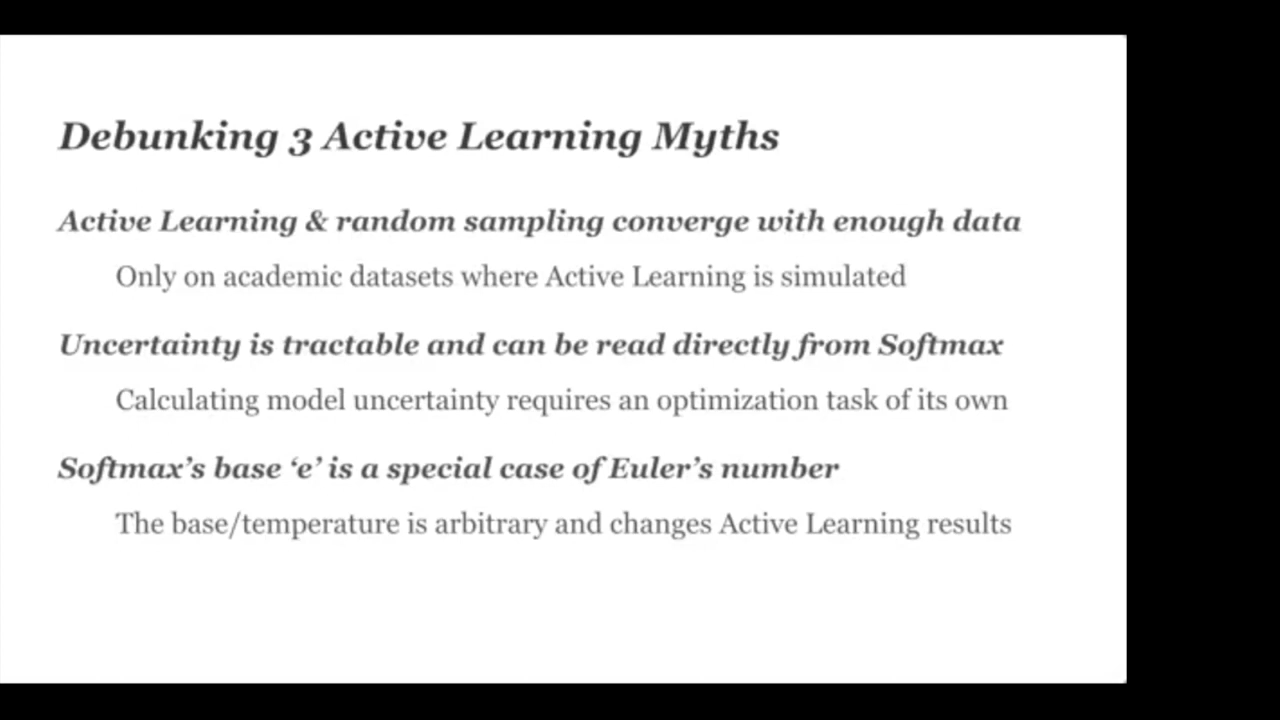 Debunking 3 Active Learning Myths
Active Learning & random sampling converge with enough data
Only on academic datasets where Active Learning is simulated
Uncertainty is tractable and can be read directly from Softmax
Calculating model uncertainty requires an optimization task of its own
Softmax’s base ‘e’ is a special case of Euler’s number
The base/temperature is arbitrary and changes Active Learning results